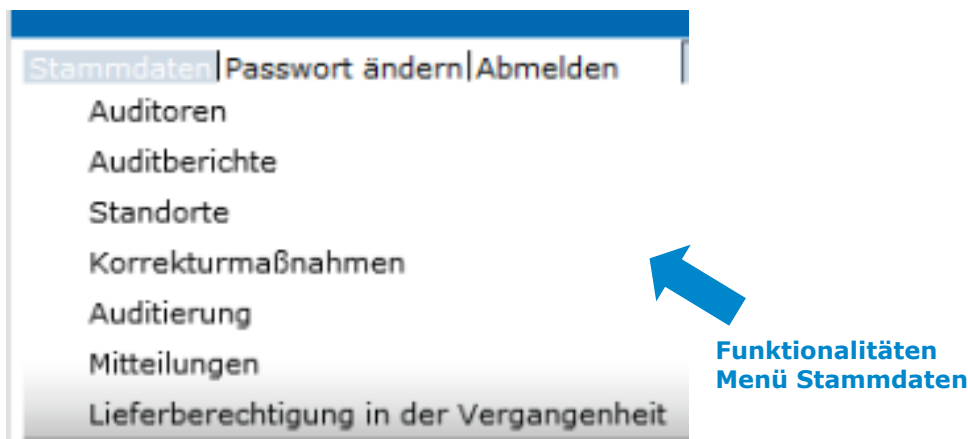 Stammdaten|Passwort ändern|Abmelden
Auditoren
Auditberichte
Standorte
Korrekturmaßnahmen
Auditierung
Mitteilungen
Lieferberechtigung in der Vergangenheit
Funktionalitäten
Menü Stammdaten